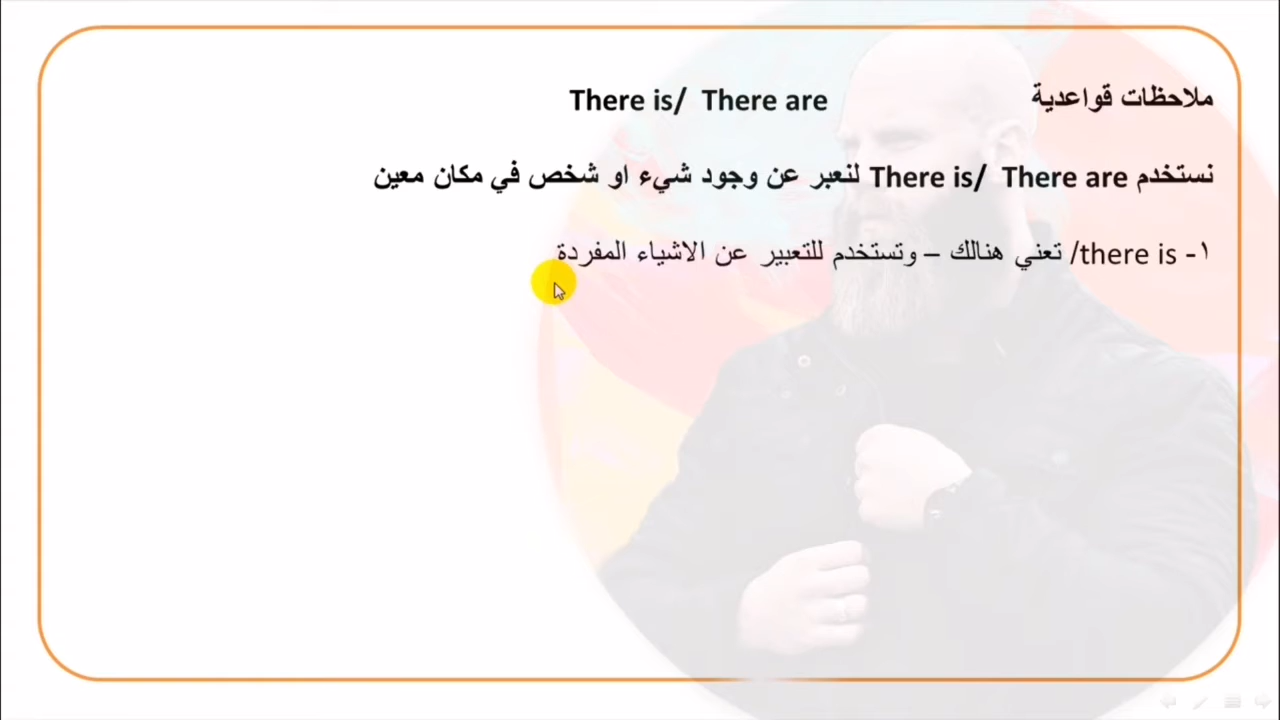 ملاحظات قواعدية There is/ There are
نستخدم There is/ There are لنعبر عن وجود شيء او شخص في مكان معين
١- there is/ تعني هنالك – وتستخدم للتعبير عن الاشياء المفردة